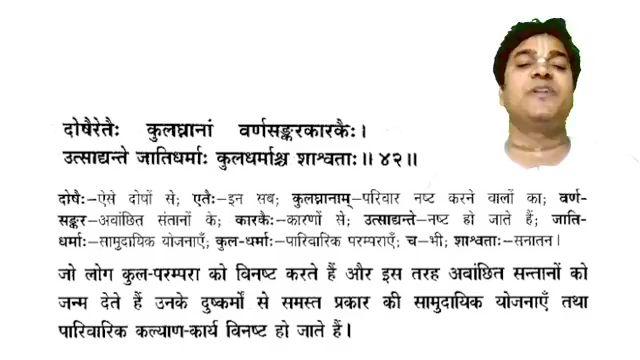 दोषैरेतैः कुलघ्नानां वर्णसङ्करकारकैः।
उत्साद्यन्ते जातिधर्माः कुलधर्माश्च शाश्वताः॥ ४२॥
दोषैः–ऐसे दोषों से; एतैः–इन सब; कुलघ्नानाम्–परिवार नष्ट करने वालों का; वर्ण-
सङ्कर–अवांछित संतानों के; कारकैः–कारणों से; उत्साद्यन्ते–नष्ट हो जाते हैं; जाति-
धर्माः–सामुदायिक योजनाएँ; कुल-धर्माः–पारिवारिक परम्पराएँ; च–भी; शाश्वताः–सनातन।
जो लोग कुल-परम्परा को विनष्ट करते हैं और इस तरह अवांछित सन्तानों को
जन्म देते हैं उनके दुष्कर्मों से समस्त प्रकार की सामुदायिक योजनाएँ तथा
पारिवारिक कल्याण-कार्य विनष्ट हो जाते हैं।